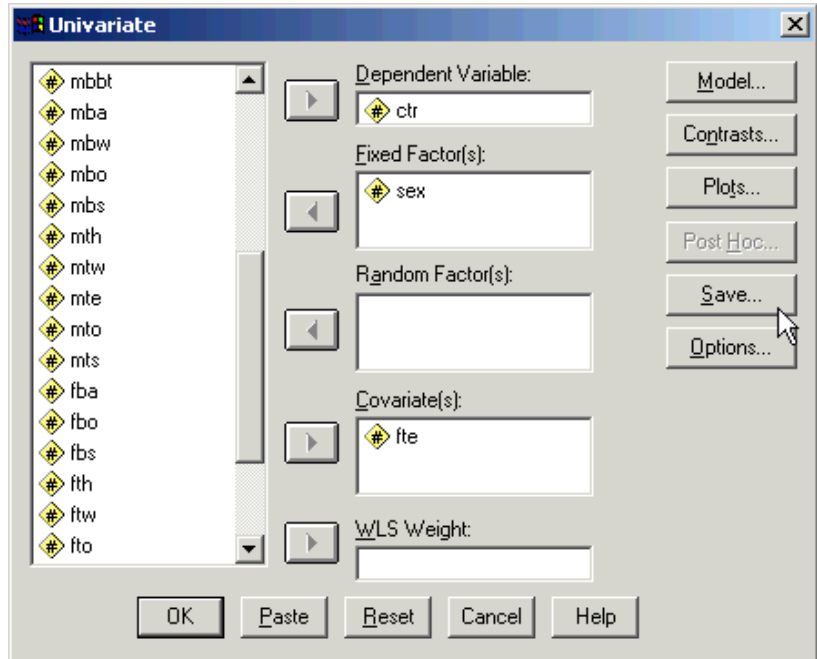 Univariate
mbbt
mba
mbw
mbo
mbs
mth
mtw
mte
mto
mts
fba
fbo
fbs
fth
ftw
fto
Dependent Variable:
ctr
Fixed Factor(s):
sex
Random Factor(s):
Covariate(s):
fte
WLS Weight:
Model...
Contrasts...
Plots...
Post Hoc...
Save...
Options...
OK Paste Reset Cancel Help